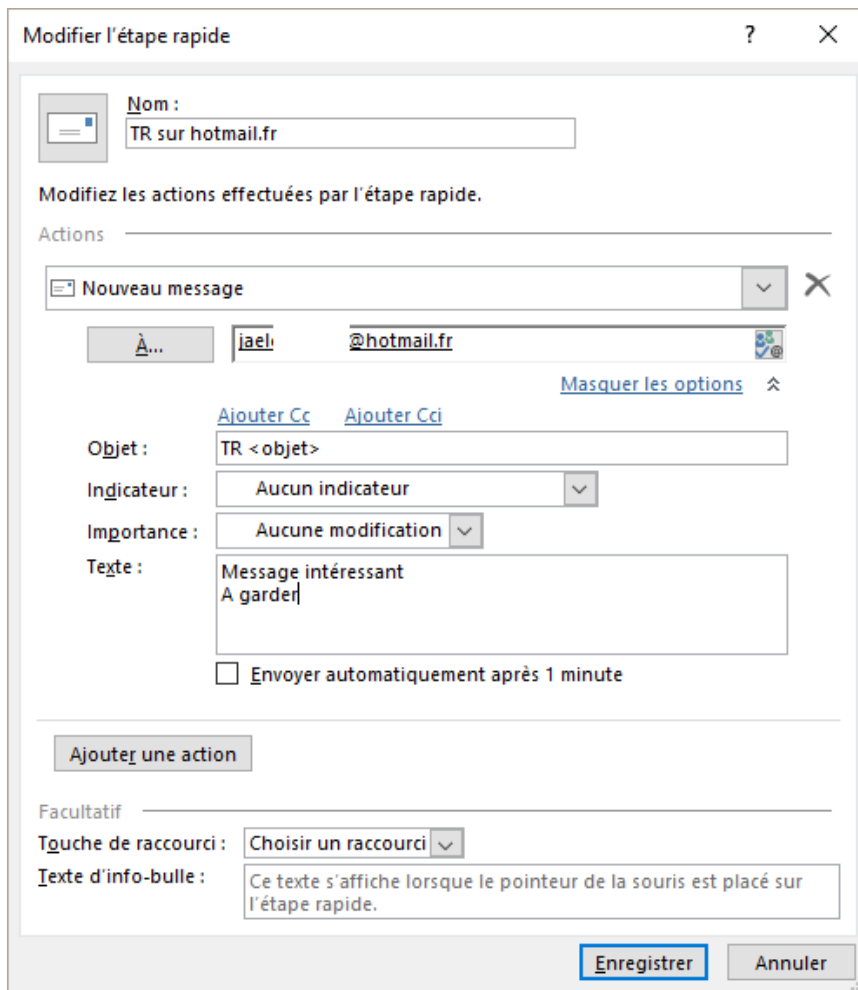 Modifier l'étape rapide ?
Nom :
TR sur hotmail.fr
Modifiez les actions effectuées par l'étape rapide.
Actions
Nouveau message
À... @hotmail.fr
Masquer les options
Ajouter Cc Ajouter Cci
Objet : TR <objet>
Indicateur : Aucun indicateur
Importance : Aucune modification
Texte : Message intéressant
A garder
Envoyer automatiquement après 1 minute
Ajouter une action
Facultatif
Touche de raccourci : Choisir un raccourci
Texte d'info-bulle : Ce texte s'affiche lorsque le pointeur de la souris est placé sur
l'étape rapide.
Enregistrer Annuler